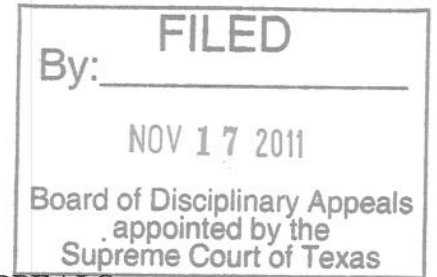 FILED
By:
NOV 17 2011
Board of Disciplinary Appeals
appointed by the
Supreme Court of Texas